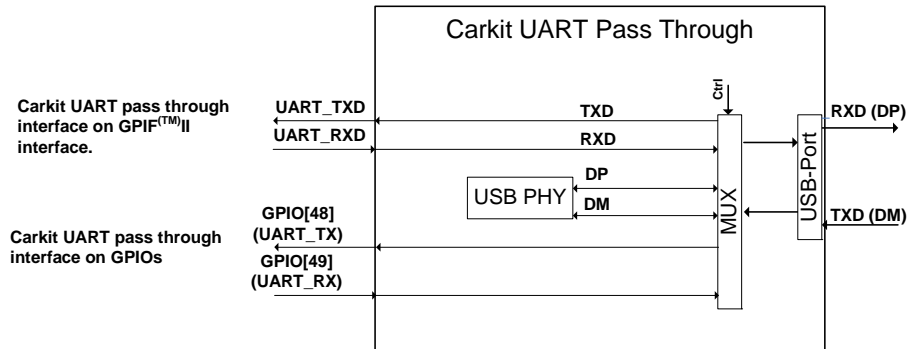 Carkit UART Pass Through
Carkit UART pass through
interface on GPIF(TM)II
interface.
UART_TXD
UART_RXD
TXD
RXD
Ctrl
MUX
USB-Port
RXD (DP)
TXD (DM)
USB PHY
DP
DM
Carkit UART pass through
interface on GPIOs
GPIO[48]
(UART_TX)
GPIO[49]
(UART_RX)